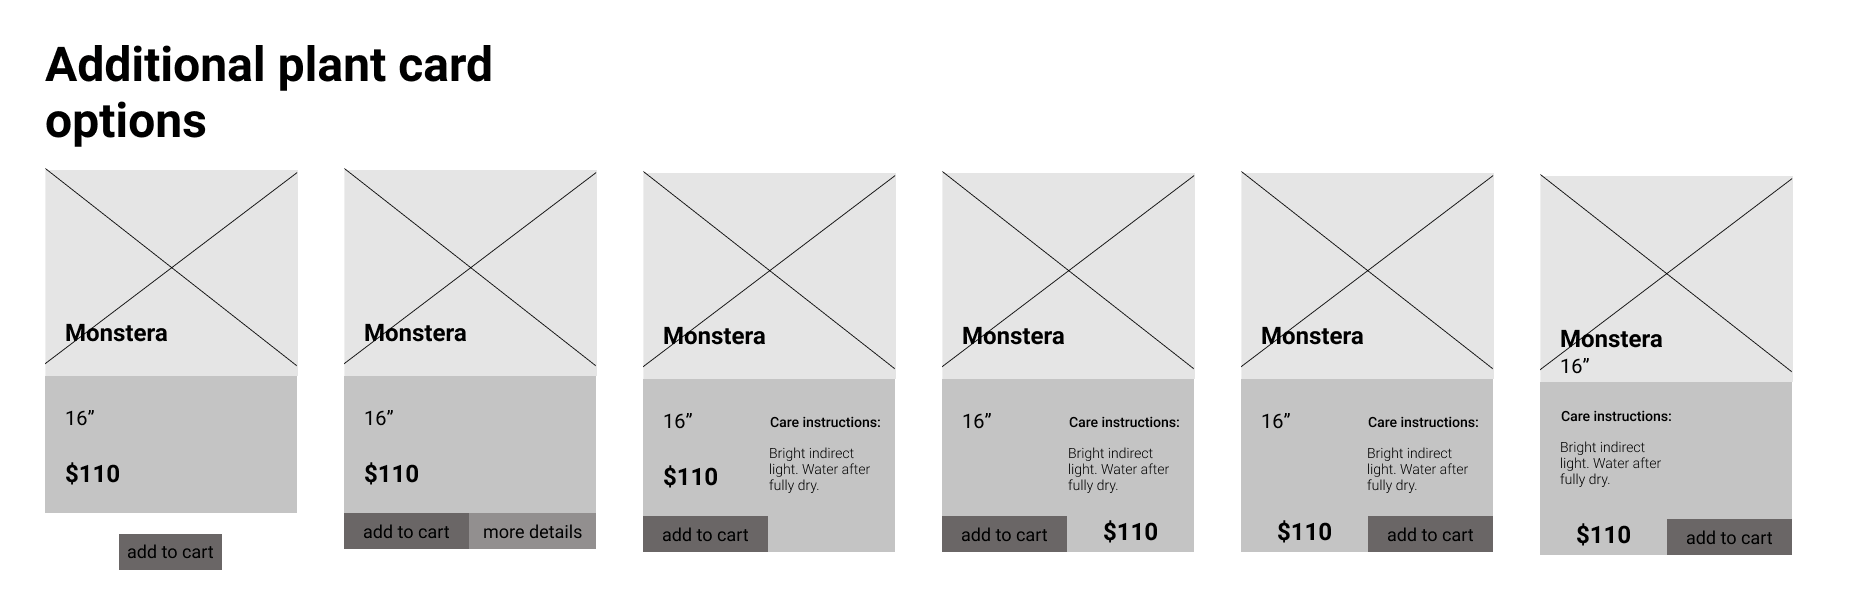 Additional plant card
options
Monstera
16”
$110
add to cart
Monstera
16”
$110
add to cart
more details
Monstera
16”
$110
Care instructions:
Bright indirect
light. Water after
fully dry.
add to cart
Monstera
16”
Care instructions:
Bright indirect
light. Water after
fully dry.
add to cart
$110
Monstera
16”
Care instructions:
Bright indirect
light. Water after
fully dry.
$110
add to cart
Monstera
16”
Care instructions:
Bright indirect
light. Water after
fully dry.
$110
add to cart